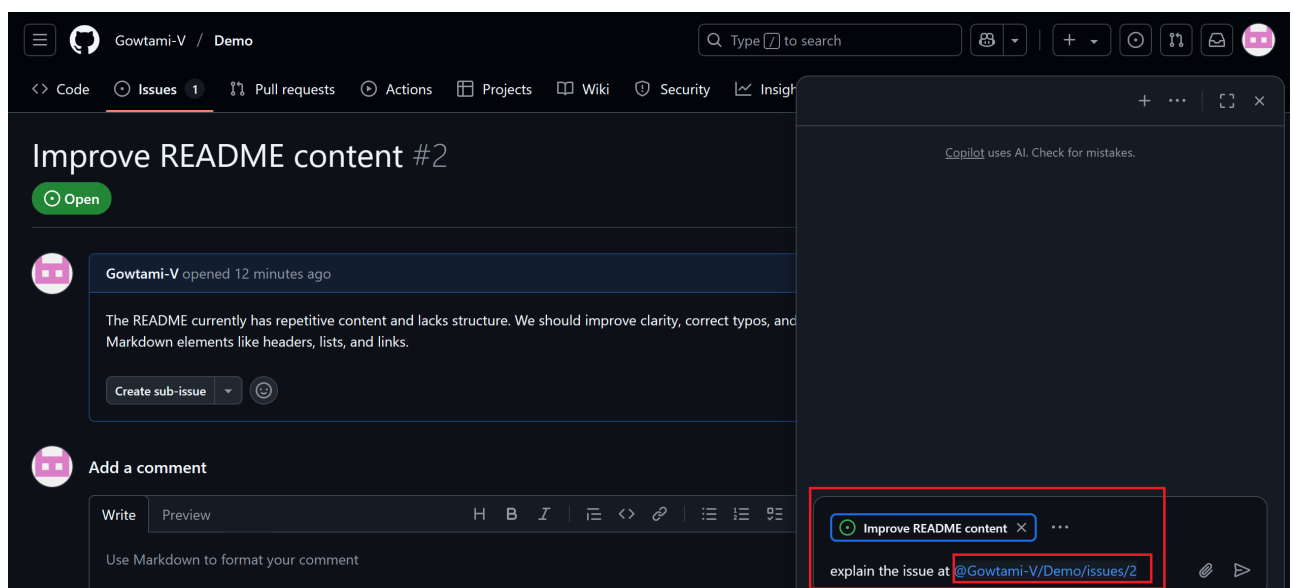 Gowtami-V / Demo
Type / to search
Code Issues 1 Pull requests Actions Projects Wiki Security Insigh
Copilot uses AI. Check for mistakes.
Improve README content #2
Open
Gowtami-V opened 12 minutes ago
The README currently has repetitive content and lacks structure. We should improve clarity, correct typos, and
Markdown elements like headers, lists, and links.
Create sub-issue
Add a comment
Write Preview
H B I
Use Markdown to format your comment
Improve README content
explain the issue at @Gowtami-V/Demo/issues/2